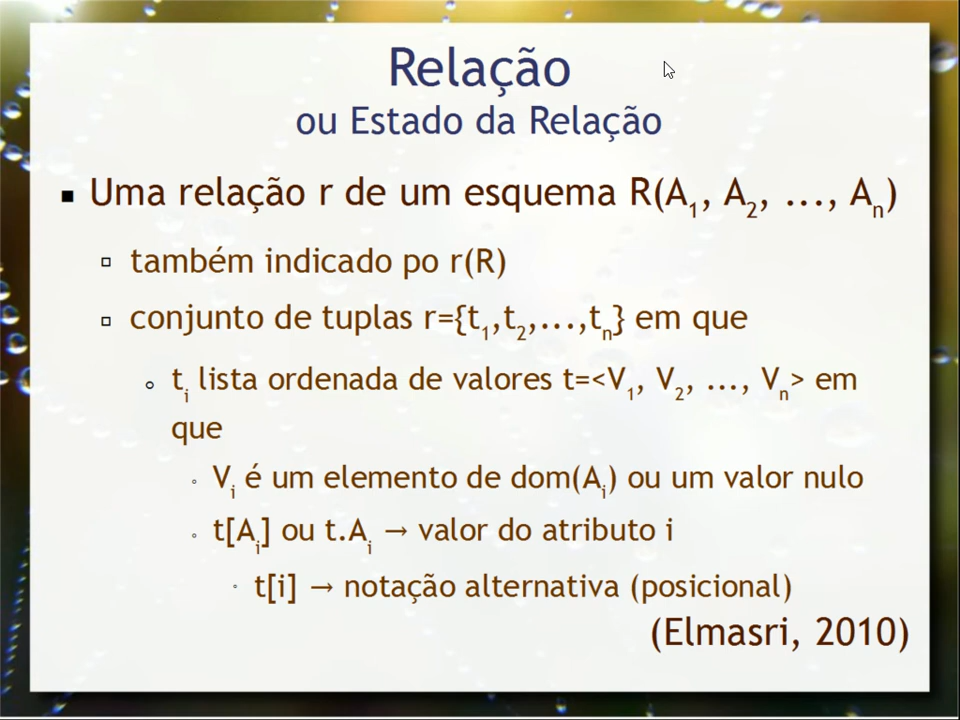 Relação
ou Estado da Relação
Uma relação r de um esquema R(A₁, A₂, ..., Aₙ)
também indicado po r(R)
conjunto de tuplas r={t₁,t₂,...,tₙ} em que
tᵢ lista ordenada de valores t=<V₁, V₂, ..., Vₙ> em
que
Vᵢ é um elemento de dom(Aᵢ) ou um valor nulo
t[Aᵢ] ou t.Aᵢ → valor do atributo i
t[i] → notação alternativa (posicional)
(Elmasri, 2010)